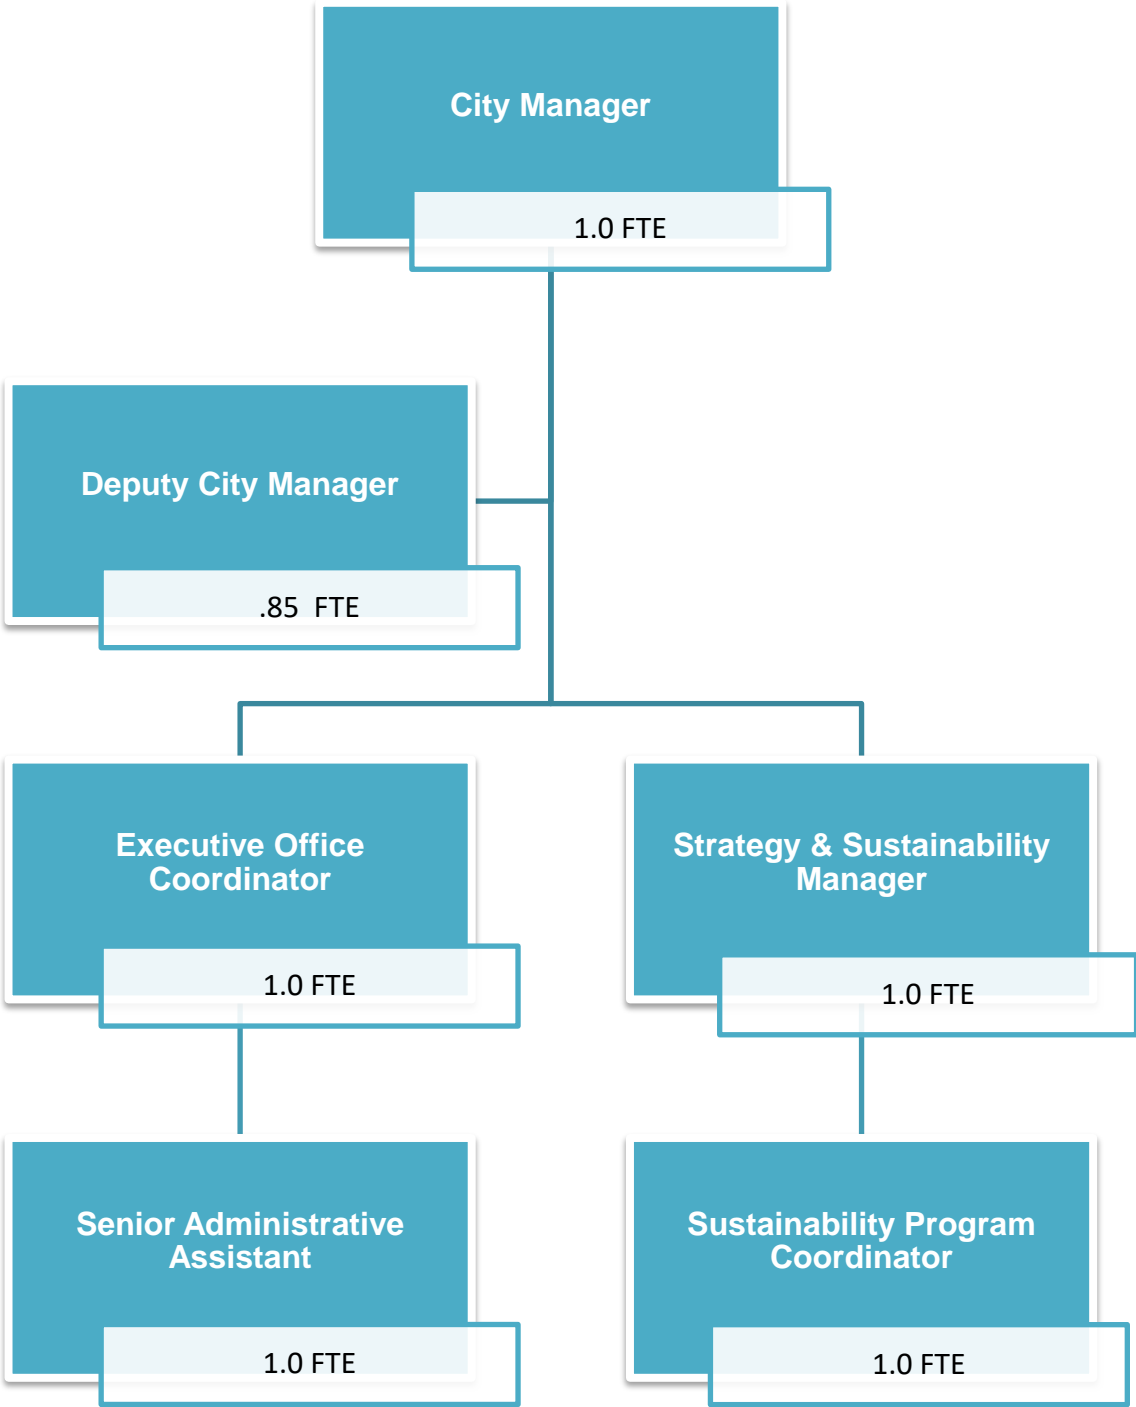 City Manager
1.0 FTE
Deputy City Manager
.85  FTE
Executive Office
Coordinator
1.0 FTE
Strategy & Sustainability
Manager
1.0 FTE
Senior Administrative
Assistant
1.0 FTE
Sustainability Program
Coordinator
1.0 FTE